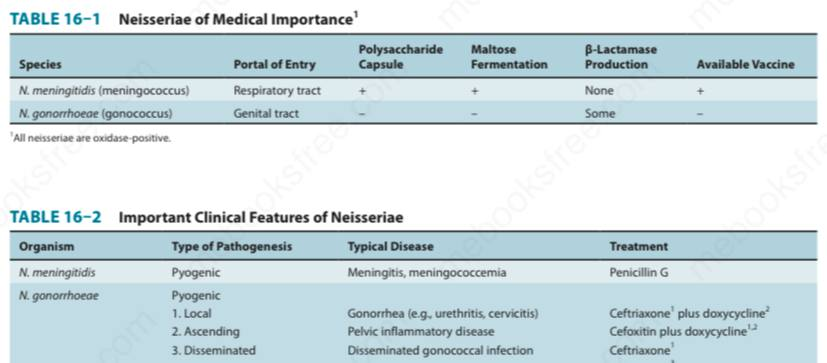 TABLE 16–1 Neisseriae of Medical Importance¹
Species Portal of Entry Polysaccharide Capsule Maltose Fermentation β-Lactamase Production Available Vaccine
N. meningitidis (meningococcus) Respiratory tract + + None +
N. gonorrhoeae (gonococcus) Genital tract – – Some –
¹All neisseriae are oxidase-positive.
TABLE 16–2 Important Clinical Features of Neisseriae
Organism Type of Pathogenesis Typical Disease Treatment
N. meningitidis Pyogenic Meningitis, meningococcemia Penicillin G
N. gonorrhoeae Pyogenic
1. Local Gonorrhea (e.g., urethritis, cervicitis) Ceftriaxone¹ plus doxycycline²
2. Ascending Pelvic inflammatory disease Cefoxitin plus doxycycline¹,²
3. Disseminated Disseminated gonococcal infection Ceftriaxone¹